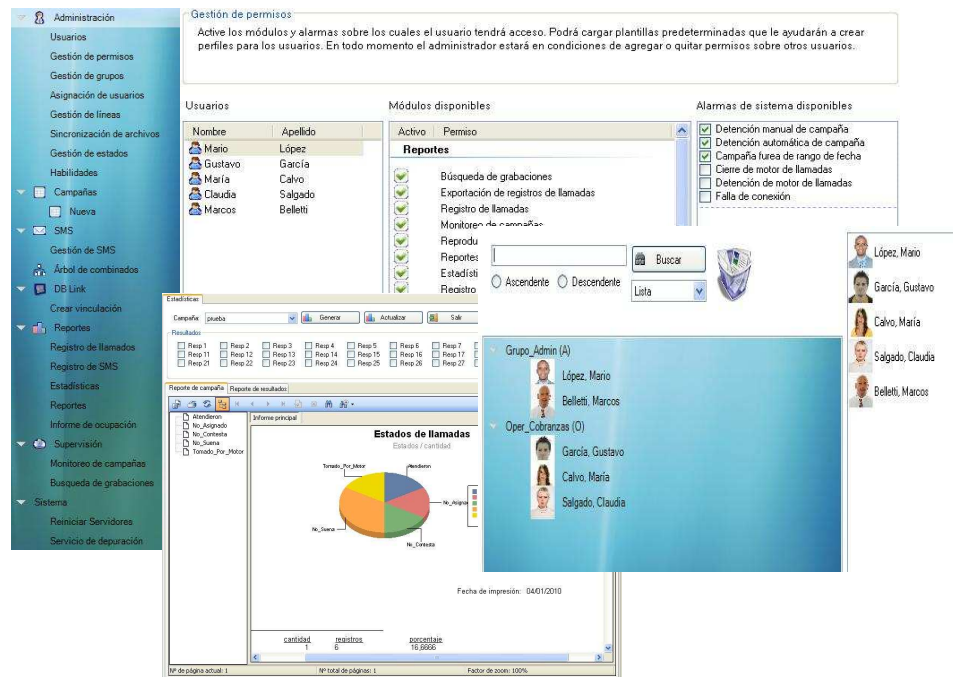 Administración
Usuarios
Gestión de permisos
Gestión de grupos
Asignación de usuarios
Gestión de líneas
Sincronización de archivos
Gestión de estados
Habilidades
Campañas
Nueva
SMS
Gestión de SMS
Árbol de combinados
DB Link
Crear vinculación
Reportes
Registro de llamados
Registro de SMS
Estadísticas
Reportes
Informe de ocupación
Supervisión
Monitoreo de campañas
Busqueda de grabaciones
Sistema
Reiniciar Servidores
Servicio de depuración
Gestión de permisos
Active los módulos y alarmas sobre los cuales el usuario tendrá acceso. Podrá cargar plantillas predeterminadas que le ayudarán a crear
perfiles para los usuarios. En todo momento el administrador estará en condiciones de agregar o quitar permisos sobre otros usuarios.
Usuarios
Nombre Apellido
Mario López
Gustavo García
María Calvo
Claudia Salgado
Marcos Belletti
Módulos disponibles
Activo Permiso
Reportes
Búsqueda de grabaciones
Exportación de registros de llamadas
Registro de llamadas
Monitoreo de campañas
Reprodu
Reportes
Estadísti
Registro
Alarmas de sistema disponibles
Detención manual de campaña
Detención automática de campaña
Campaña furea de rango de fecha
Cierre de motor de llamadas
Detención de motor de llamadas
Falla de conexión
Buscar
Ascendente Descendente
Lista
Grupo_Admin (A)
López, Mario
Belletti, Marcos
Oper_Cobranzas (O)
García, Gustavo
Calvo, María
Salgado, Claudia
López, Mario
García, Gustavo
Calvo, María
Salgado, Claudia
Belletti, Marcos
Estadísticas
Campaña: prueba Generar Actualizar Salir
Resultados
Resp 1 Resp 2 Resp 3 Resp 4 Resp 5 Resp 6 Resp 7
Resp 11 Resp 12 Resp 13 Resp 14 Resp 15 Resp 16 Resp 17
Resp 21 Resp 22 Resp 23 Resp 24 Resp 25 Resp 26 Resp 27
Reporte de campaña Reporte de resultados
Atendieron
No_Asignado
No_Contesta
No_Suena
Tomado_Por_Motor
Informe principal
Estados de llamadas
Estados / cantidad
Tomado_Por_Motor
Atendieron
No_Asigna
No_Suena
No_Contesta
Fecha de impresión: 04/01/2010
cantidad registros porcentaje
1 6 16,6666
Nº de página actual: 1 Nº total de páginas: 1 Factor de zoom: 100%